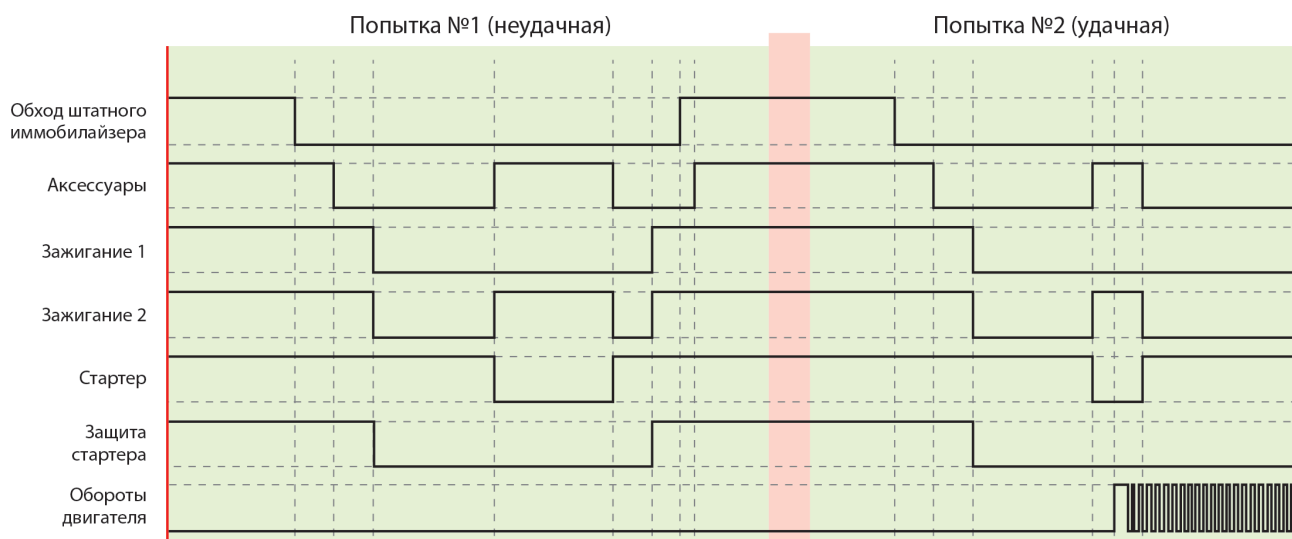 Попытка №1 (неудачная)
Попытка №2 (удачная)
Обход штатного
иммобилайзера
Аксессуары
Зажигание 1
Зажигание 2
Стартер
Защита
стартера
Обороты
двигателя